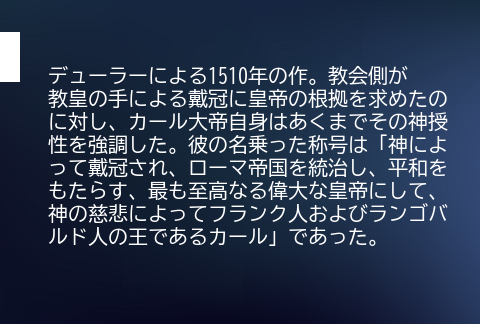 デューラーによる1510年の作。教会側が
教皇の手による戴冠に皇帝の根拠を求めたの
に対し、カール大帝自身はあくまでその神授
性を強調した。彼の名乗った称号は「神によ
って戴冠され、ローマ帝国を統治し、平和を
もたらす、最も至高なる偉大な皇帝にして、
神の慈悲によってフランク人およびランゴバ
ルド人の王であるカール」であった。